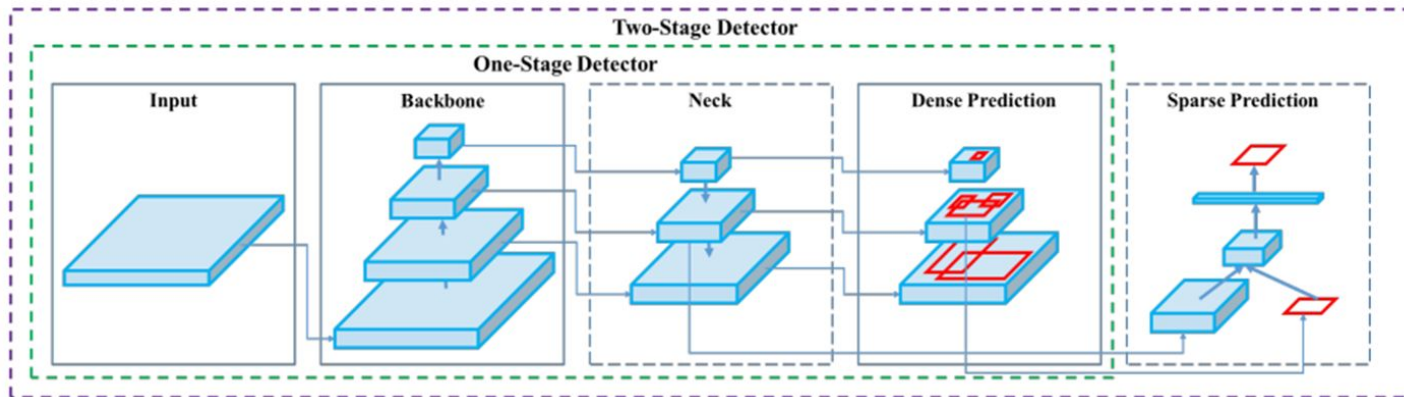 Two-Stage Detector
One-Stage Detector
Input
Backbone
Neck
Dense Prediction
Sparse Prediction